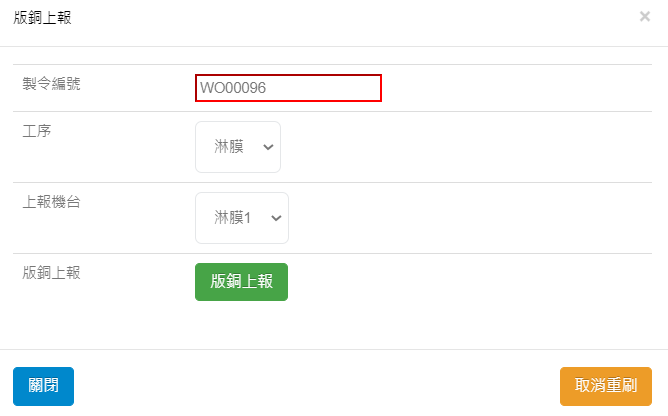 版銅上報 ×
製令編號 WO00096
工序 淋膜
上報機台 淋膜1
版銅上報 版銅上報
關閉 取消重刷